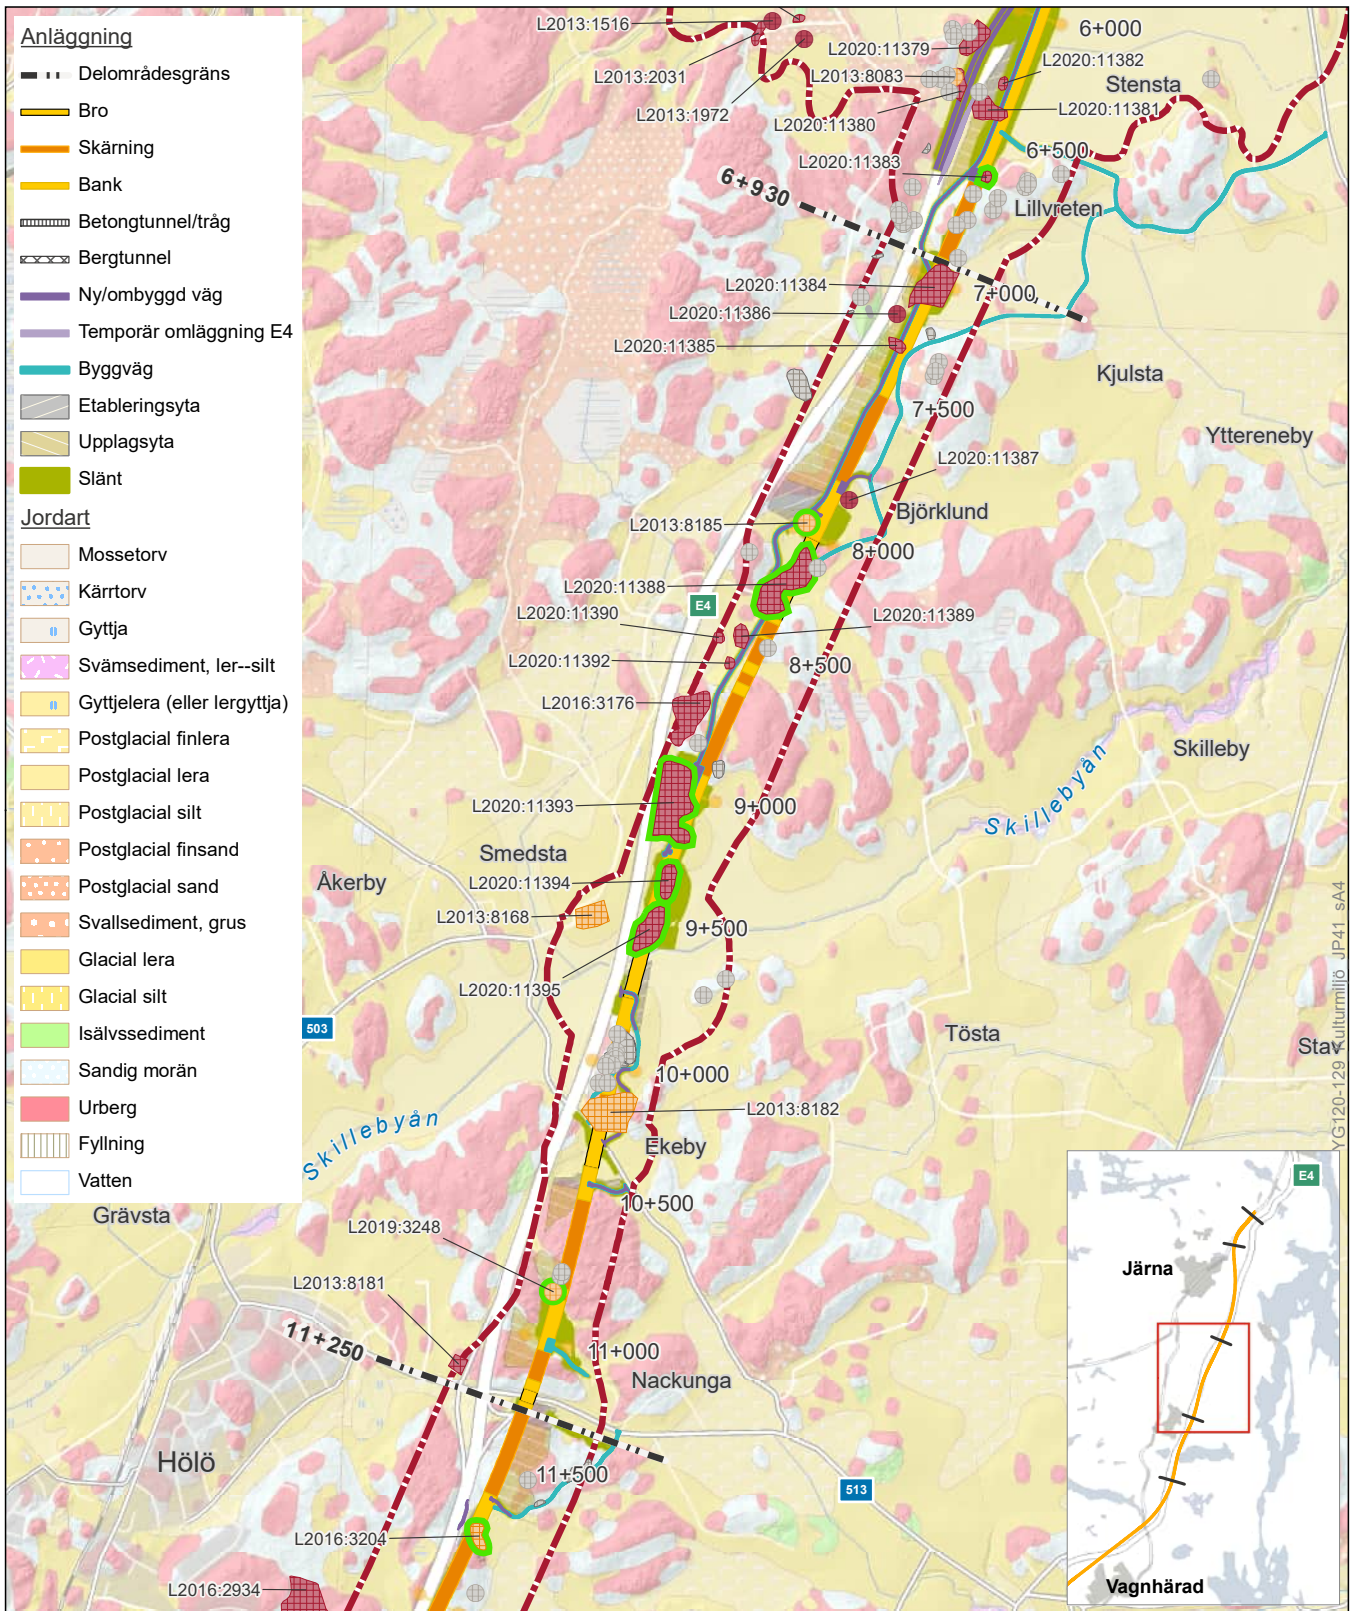 Anläggning
Delområdesgräns
Bro
Skärning
Bank
Betongtunnel/tråg
Bergtunnel
Ny/ombyggd väg
Temporär omläggning E4
Byggväg
Etableringsyta
Upplagsyta
Slänt
Jordart
Mossetorv
Kärrtorv
Gyttja
Svämsediment, ler--silt
Gyttjelera (eller lergyttja)
Postglacial finlera
Postglacial lera
Postglacial silt
Postglacial finsand
Postglacial sand
Svallsediment, grus
Glacial lera
Glacial silt
Isälvssediment
Sandig morän
Urberg
Fyllning
Vatten
L2013:1516
L2013:2031
L2013:1972
L2020:11379
L2013:8083
L2020:11380
6+000
L2020:11382
Stensta
L2020:11381
L2020:11383
6+500
6+930
Lillvreten
L2020:11384
7+000
L2020:11386
L2020:11385
Kjulsta
7+500
Yttereneby
L2020:11387
L2013:8185
Björklund
8+000
L2020:11388
E4
L2020:11390
L2020:11389
L2020:11392
8+500
L2016:3176
Skilleby
Skillebyån
L2020:11393
9+000
Smedsta
Åkerby
L2020:11394
L2013:8168
9+500
L2020:11395
503
Tösta
Stav
10+000
L2013:8182
Skillebyån
Ekeby
10+500
Grävsta
L2019:3248
L2013:8181
11+250
11+000
Nackunga
Hölö
11+500
513
L2016:3204
L2016:2934
YG120-129 Kulturmiljö JP41 sA4
E4
Järna
Vagnhärad